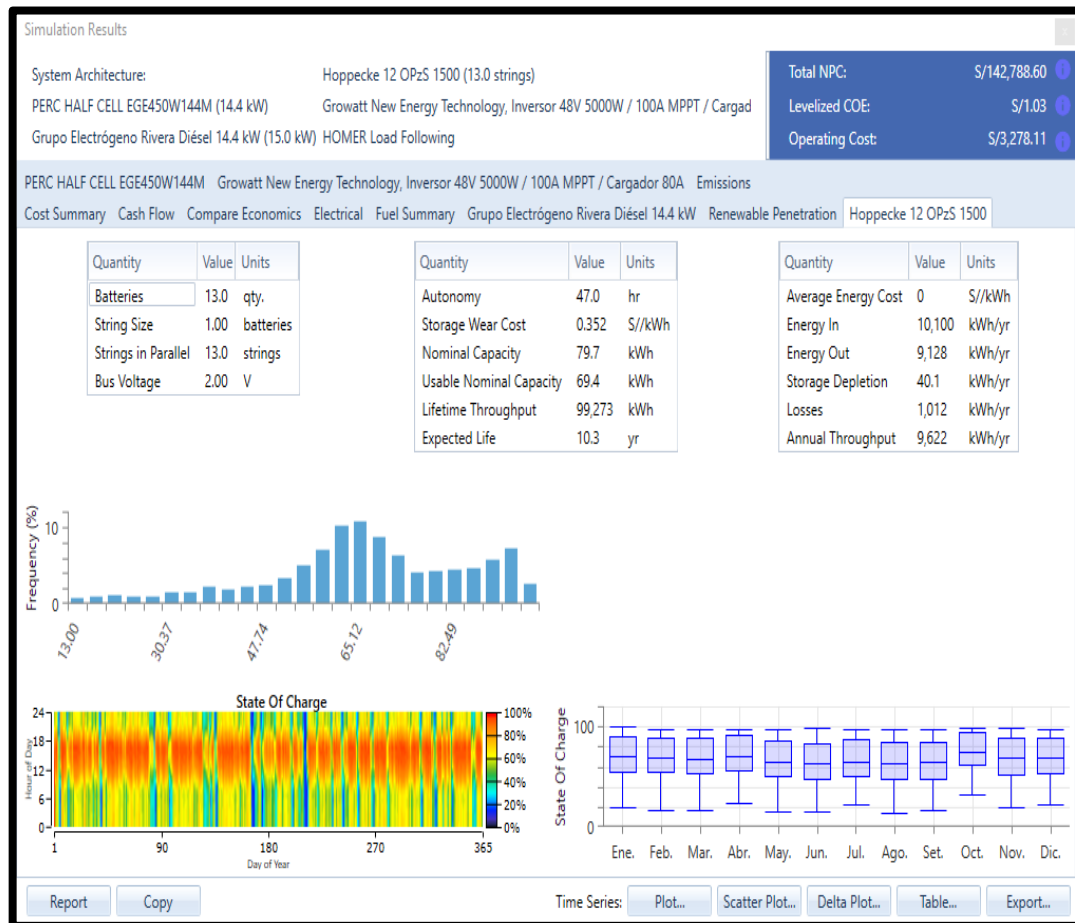 Simulation Results
System Architecture: Hoppecke 12 OPzS 1500 (13.0 strings)
PERC HALF CELL EGE450W144M (14.4 kW) Growatt New Energy Technology, Inversor 48V 5000W / 100A MPPT / Cargad
Grupo Electrógeno Rivera Diésel 14.4 kW (15.0 kW) HOMER Load Following
Total NPC: S/142,788.60
Levelized COE: S/1.03
Operating Cost: S/3,278.11
PERC HALF CELL EGE450W144M Growatt New Energy Technology, Inversor 48V 5000W / 100A MPPT / Cargador 80A Emissions
Cost Summary Cash Flow Compare Economics Electrical Fuel Summary Grupo Electrógeno Rivera Diésel 14.4 kW Renewable Penetration Hoppecke 12 OPzS 1500
Quantity Value Units
Batteries 13.0 qty.
String Size 1.00 batteries
Strings in Parallel 13.0 strings
Bus Voltage 2.00 V
Quantity Value Units
Autonomy 47.0 hr
Storage Wear Cost 0.352 S//kWh
Nominal Capacity 79.7 kWh
Usable Nominal Capacity 69.4 kWh
Lifetime Throughput 99,273 kWh
Expected Life 10.3 yr
Quantity Value Units
Average Energy Cost 0 S//kWh
Energy In 10,100 kWh/yr
Energy Out 9,128 kWh/yr
Storage Depletion 40.1 kWh/yr
Losses 1,012 kWh/yr
Annual Throughput 9,622 kWh/yr
Frequency (%)
10
0
13.00 30.37 47.74 65.12 82.49
State Of Charge
Hour of Day
24
18
12
6
0
1 90 180 270 365
Day of Year
100%
80%
60%
40%
20%
0%
State Of Charge
100
0
Ene. Feb. Mar. Abr. May. Jun. Jul. Ago. Set. Oct. Nov. Dic.
Report Copy Time Series: Plot... Scatter Plot... Delta Plot... Table... Export...